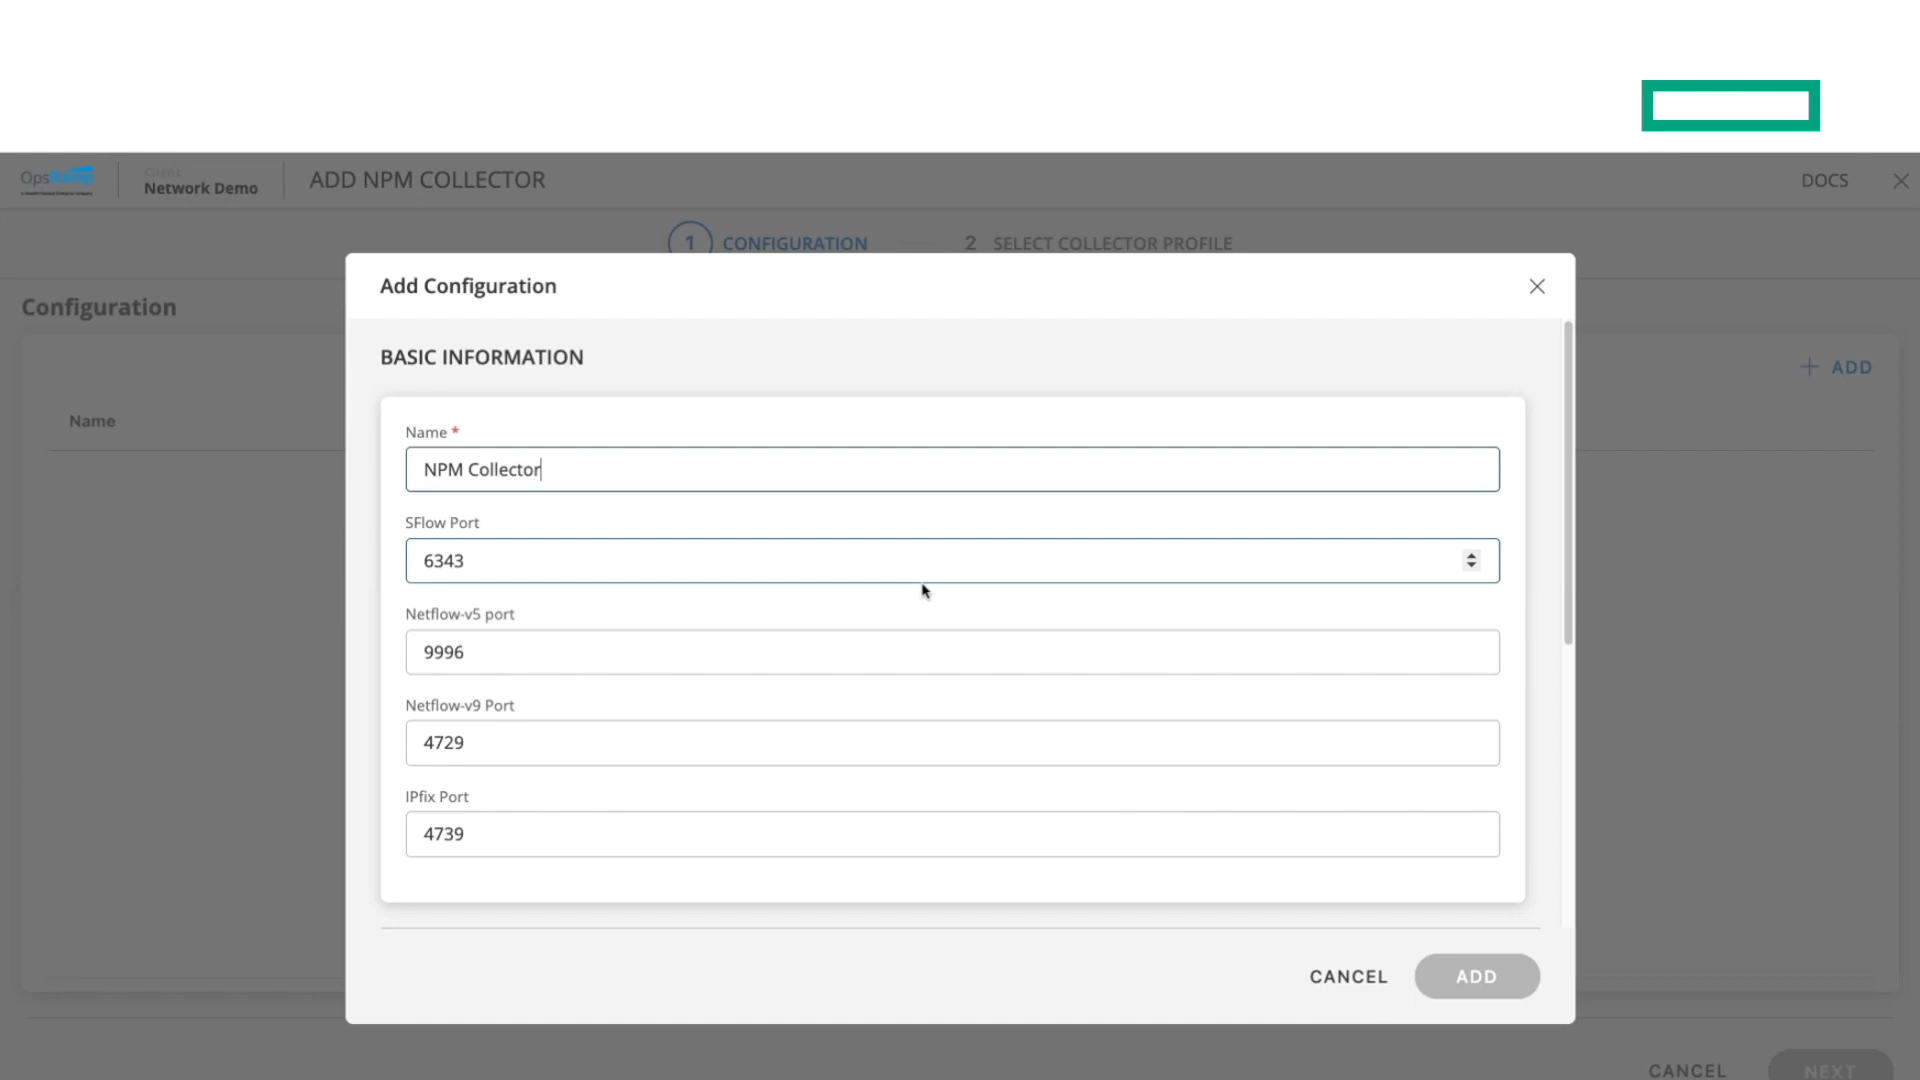 OpsRamp
Client
Network Demo
ADD NPM COLLECTOR
DOCS
1 CONFIGURATION
2 SELECT COLLECTOR PROFILE
Configuration
+ ADD
Name
Add Configuration
BASIC INFORMATION
Name *
NPM Collector
SFlow Port
6343
Netflow-v5 port
9996
Netflow-v9 Port
4729
IPfix Port
4739
CANCEL
ADD
CANCEL
NEXT